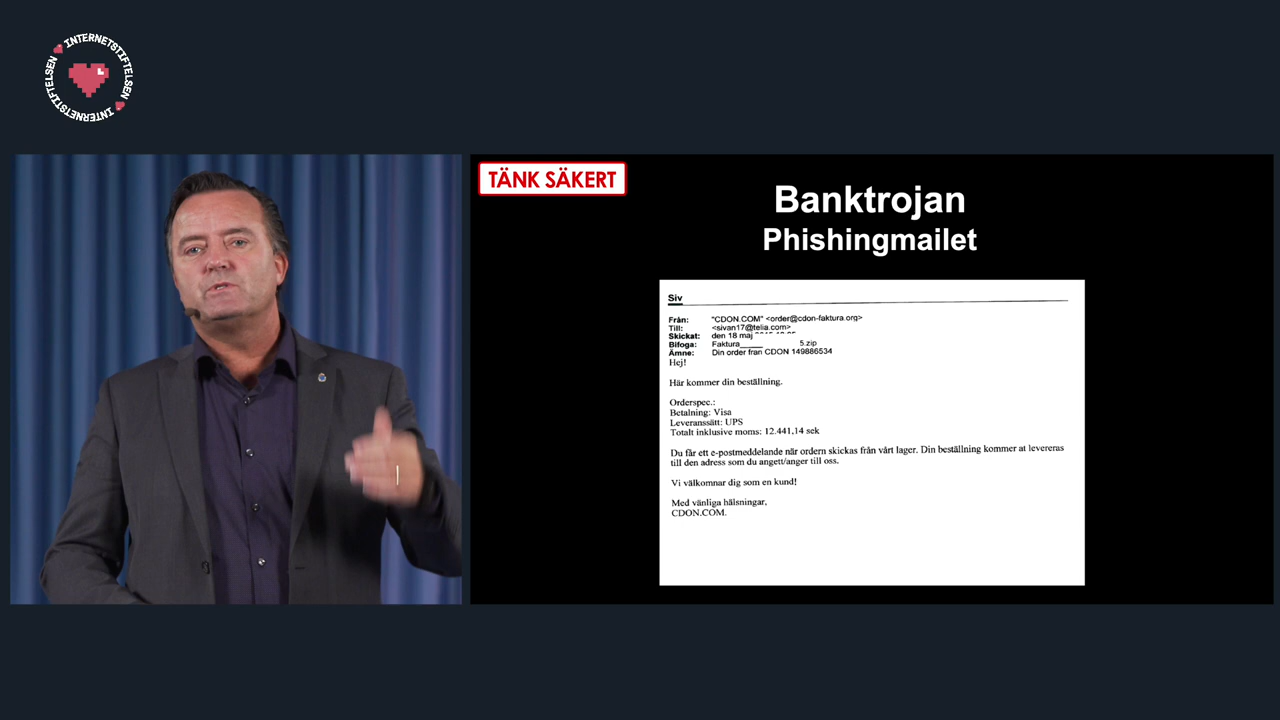 INTERNETSTIFTELSEN
INTERNETSTIFTELSEN
TÄNK SÄKERT
Banktrojan
Phishingmailet
Siv
Från: "CDON.COM" <order@cdon-faktura.org>
Till: <sivan17@telia.com>
Skickat: den 18 maj
Bifoga: Faktura_____ 5.zip
Ämne: Din order från CDON 149886534
Hej!
Här kommer din beställning.
Orderspec.:
Betalning: Visa
Leveranssätt: UPS
Totalt inklusive moms: 12.441,14 sek
Du får ett e-postmeddelande när ordern skickas från vårt lager. Din beställning kommer at levereras
till den adress som du angett/anger till oss.
Vi välkomnar dig som en kund!
Med vänliga hälsningar,
CDON.COM.